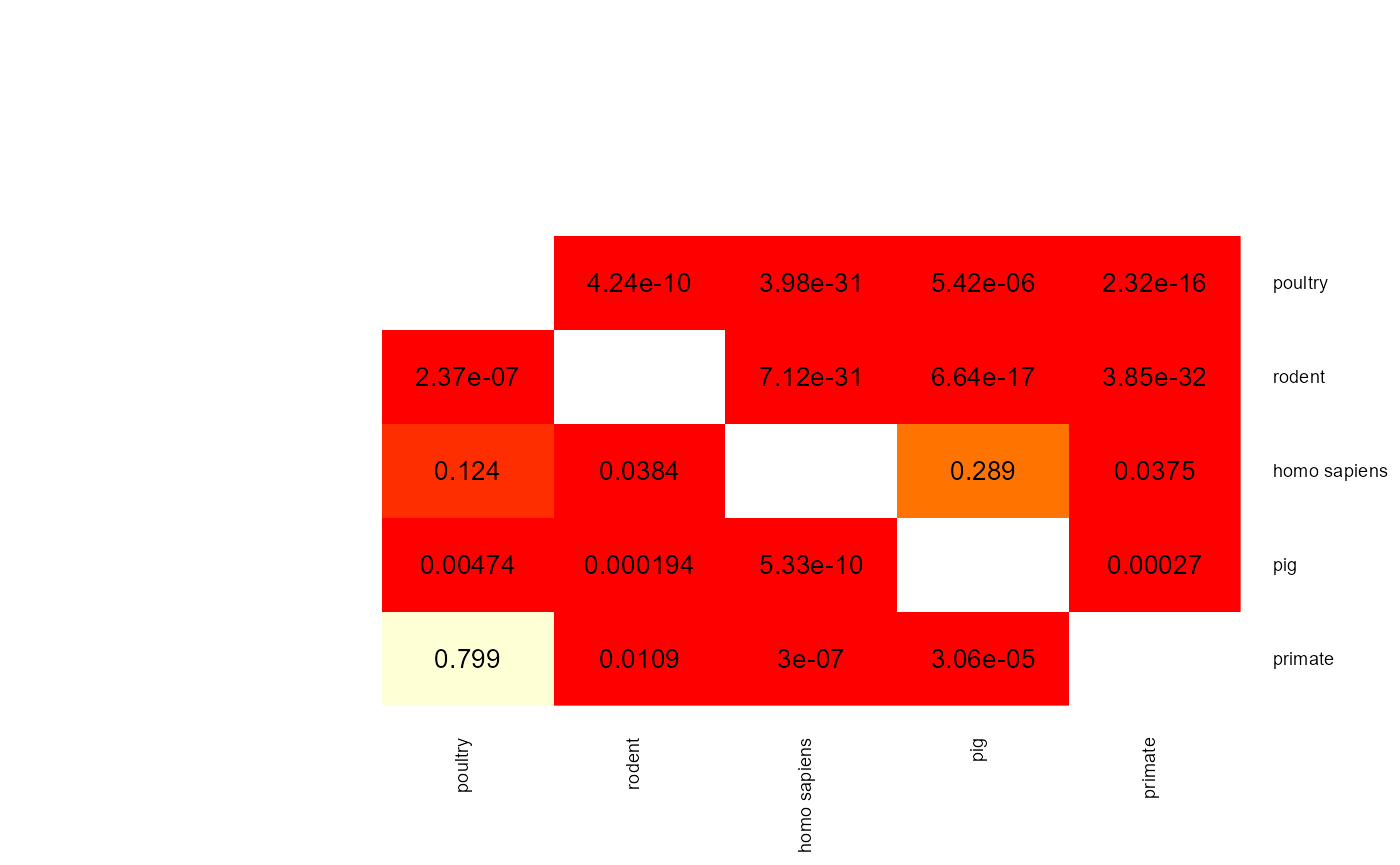 4.24e-10 3.98e-31 5.42e-06 2.32e-16 poultry
2.37e-07 7.12e-31 6.64e-17 3.85e-32 rodent
0.124 0.0384 0.289 0.0375 homo sapiens
0.00474 0.000194 5.33e-10 0.00027 pig
0.799 0.0109 3e-07 3.06e-05 primate
poultry rodent homo sapiens pig primate